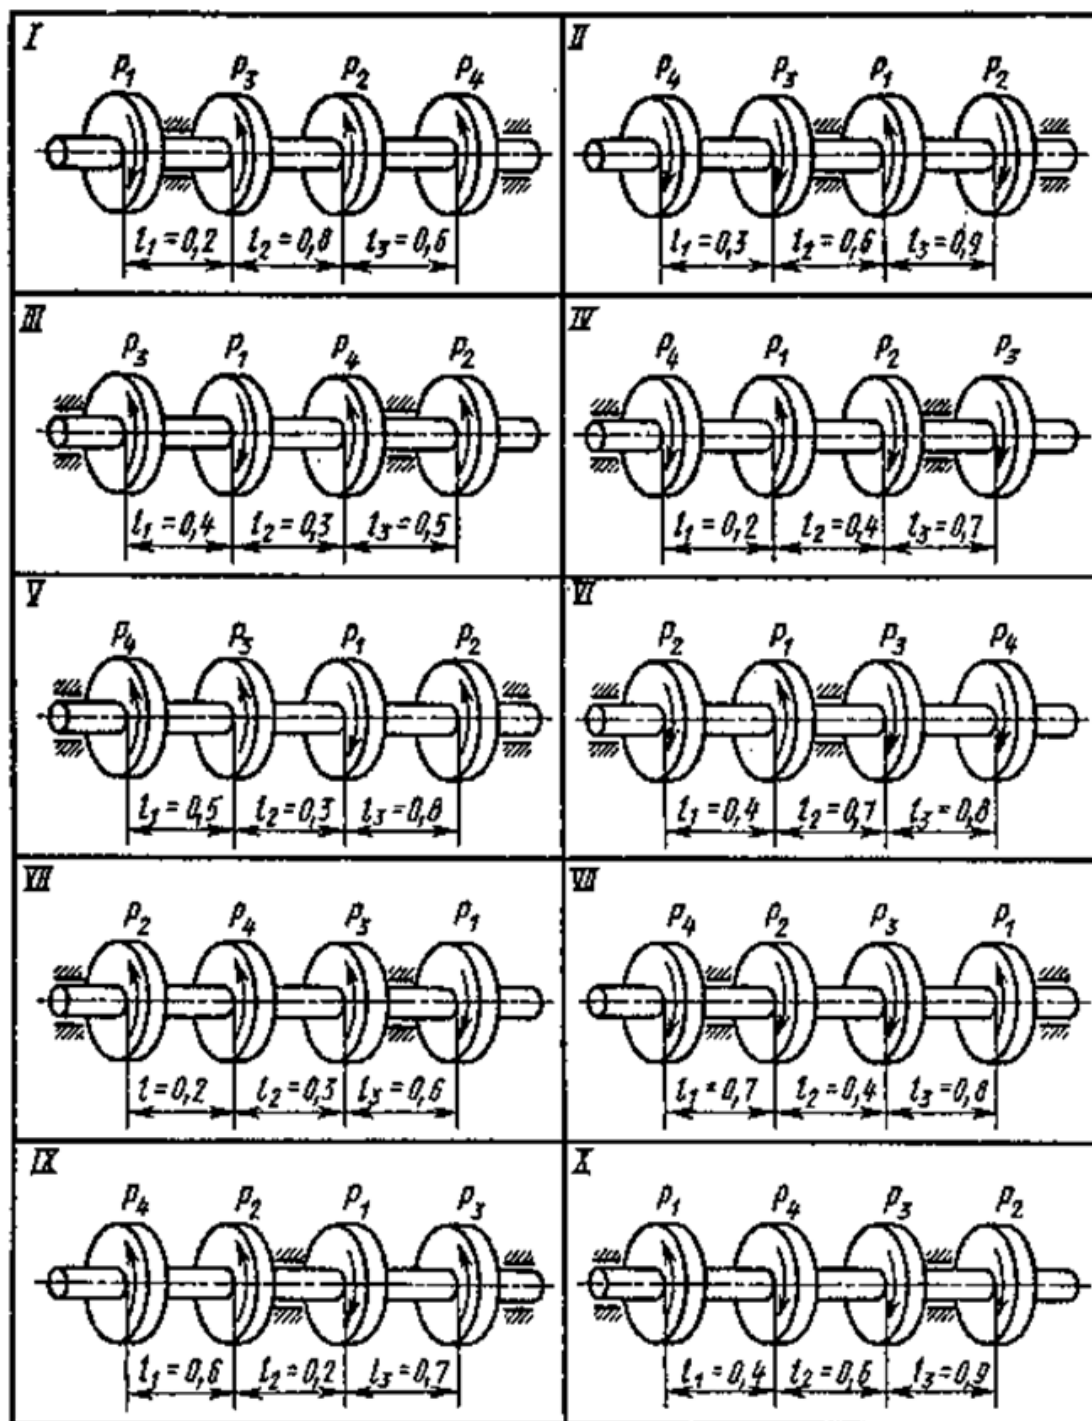 I
P₁ P₃ P₂ P₄
l₁=0,2 l₂=0,8 l₃=0,6
II
P₄ P₃ P₁ P₂
l₁=0,3 l₂=0,6 l₃=0,9
III
P₃ P₁ P₄ P₂
l₁=0,4 l₂=0,3 l₃=0,5
IV
P₄ P₁ P₂ P₃
l₁=0,2 l₂=0,4 l₃=0,7
V
P₄ P₃ P₁ P₂
l₁=0,5 l₂=0,3 l₃=0,8
VI
P₂ P₁ P₃ P₄
l₁=0,4 l₂=0,7 l₃=0,8
VII
P₂ P₄ P₃ P₁
l=0,2 l₂=0,3 l₃=0,6
P₄ P₂ P₃ P₁
l₁=0,7 l₂=0,4 l₃=0,8
IX
P₄ P₂ P₁ P₃
l₁=0,6 l₂=0,2 l₃=0,7
X
P₁ P₄ P₃ P₂
l₁=0,4 l₂=0,6 l₃=0,9